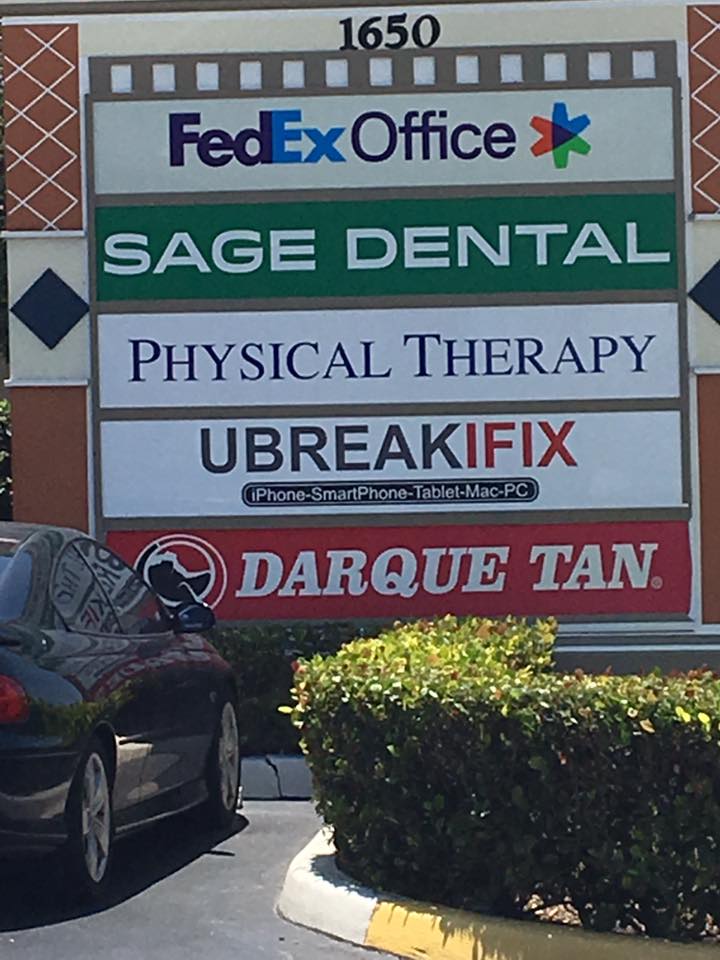 1650
FedEx Office
SAGE DENTAL
PHYSICAL THERAPY
UBREAKIFIX
iPhone-SmartPhone-Tablet-Mac-PC
DARQUE TAN®